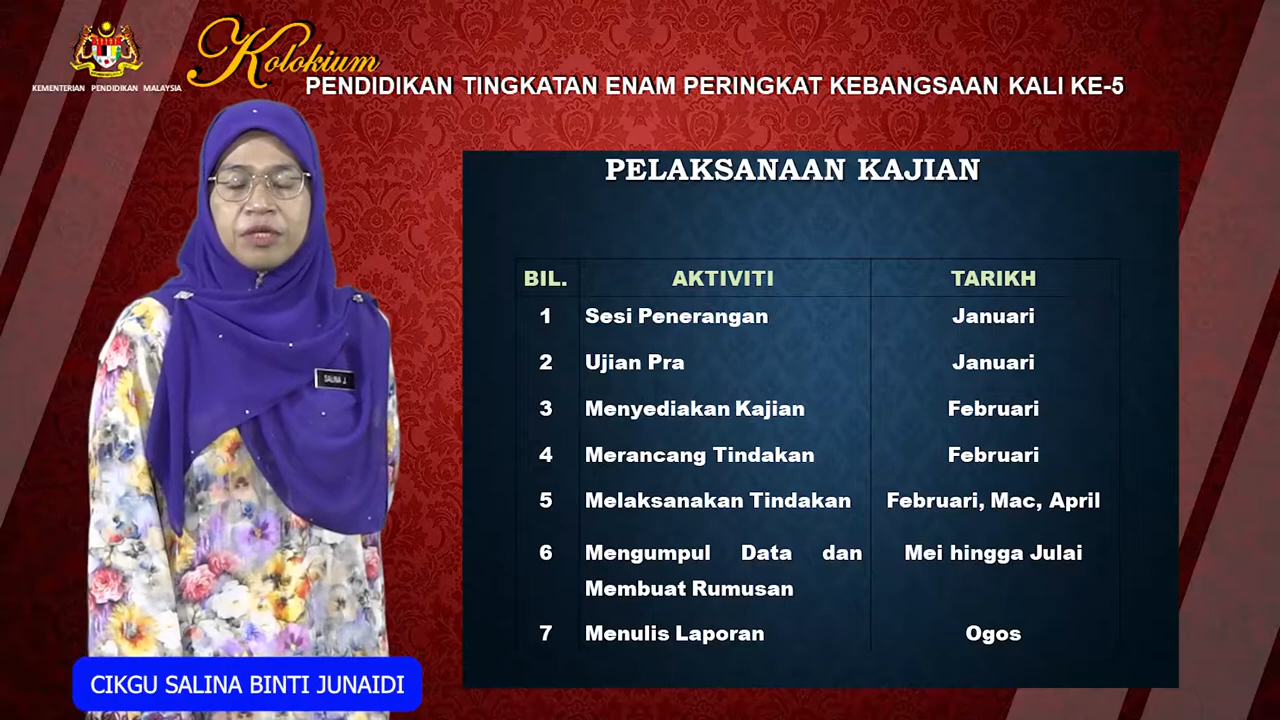 Kolokium
KEMENTERIAN PENDIDIKAN MALAYSIA
PENDIDIKAN TINGKATAN ENAM PERINGKAT KEBANGSAAN KALI KE-5
PELAKSANAAN KAJIAN
BIL. AKTIVITI TARIKH
1 Sesi Penerangan Januari
2 Ujian Pra Januari
3 Menyediakan Kajian Februari
4 Merancang Tindakan Februari
5 Melaksanakan Tindakan Februari, Mac, April
6 Mengumpul Data dan Mei hingga Julai
Membuat Rumusan
7 Menulis Laporan Ogos
SALINA J.
CIKGU SALINA BINTI JUNAIDI